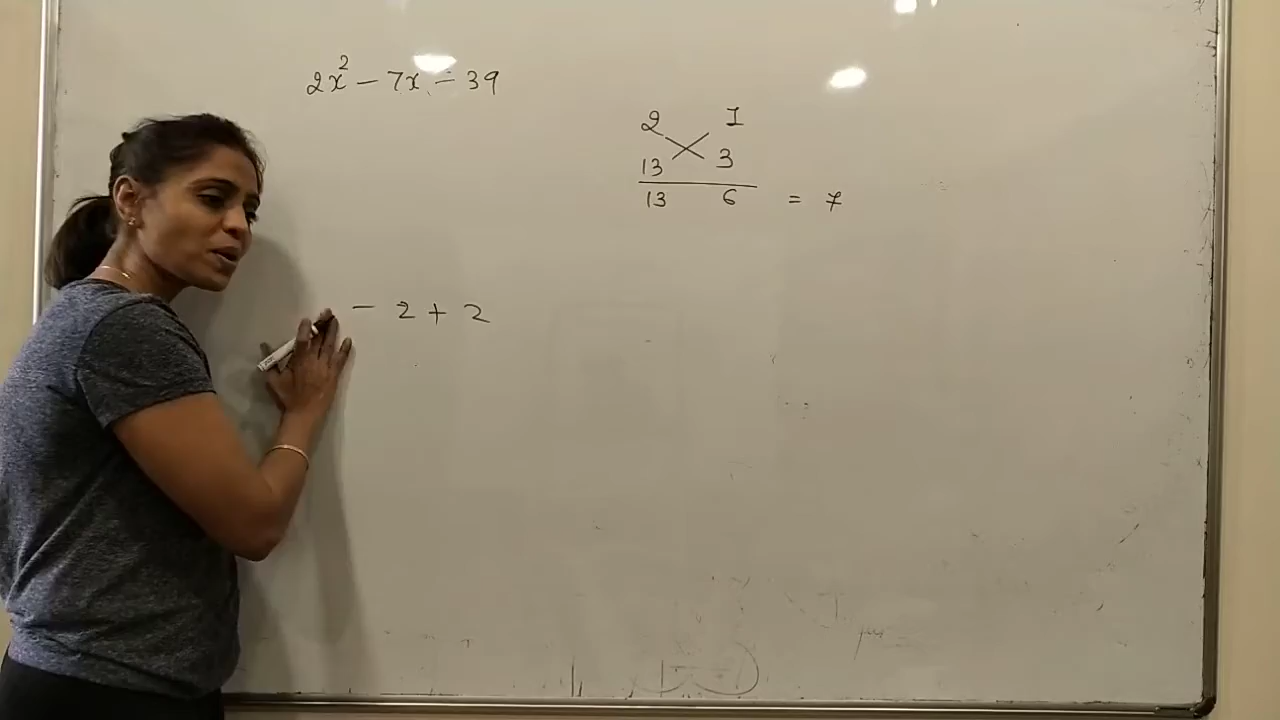 2x² - 7x - 39
2 1
13 3
13 6 = 7
- 2 + 2